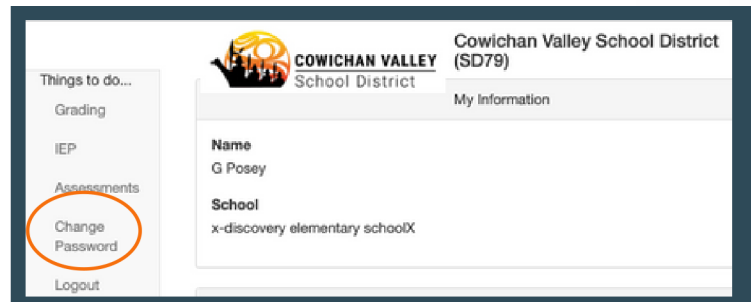 COWICHAN VALLEY
School District
Cowichan Valley School District
(SD79)
Things to do...
Grading
IEP
Assessments
Change
Password
Logout
My Information
Name
G Posey
School
x-discovery elementary schoolX